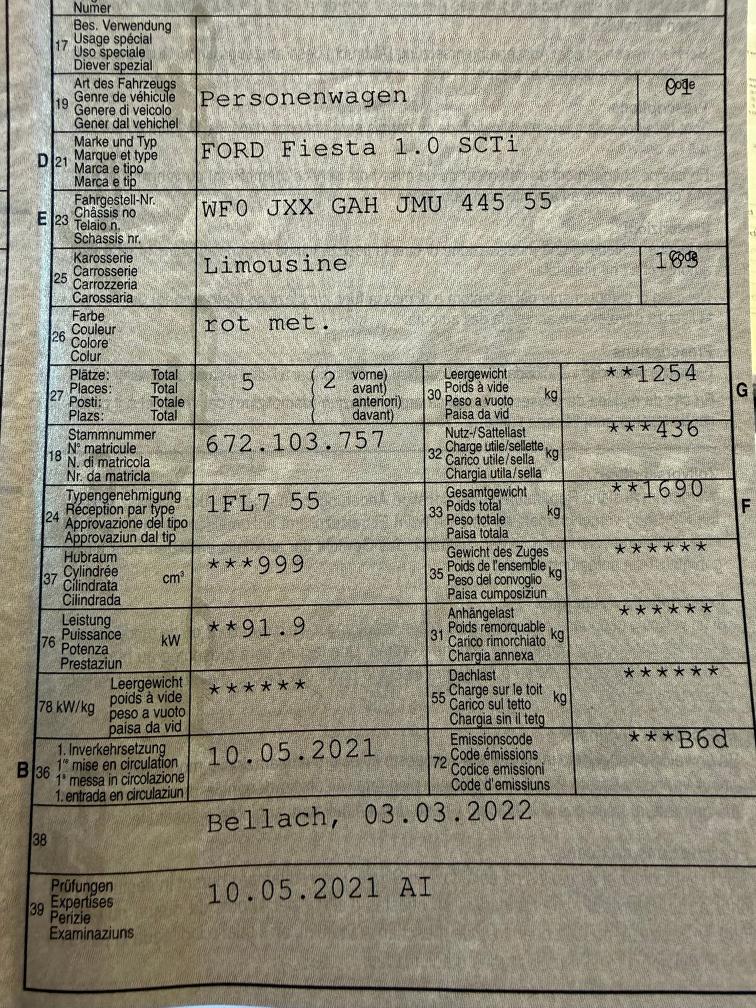 Numer
17 Bes. Verwendung
Usage spécial
Uso speciale
Diever spezial
19 Art des Fahrzeugs
Genre de véhicule
Genere di veicolo
Gener dal vehichel
Personenwagen
Code
01
D 21 Marke und Typ
Marque et type
Marca e tipo
Marca e tip
FORD Fiesta 1.0 SCTi
E 23 Fahrgestell-Nr.
Châssis no
Telaio n.
Schassis nr.
WF0 JXX GAH JMU 445 55
25 Karosserie
Carrosserie
Carrozzeria
Carossaria
Limousine
Code
26 Farbe
Couleur
Colore
Colur
rot met.
27 Plätze: Total
Places: Total
Posti: Totale
Plazs: Total
5 ( 2 vorne)
( avant)
( anteriori)
( davant)
30 Leergewicht
Poids à vide
Peso a vuoto
Paisa da vid
kg
**1254
G
18 Stammnummer
N° matricule
N. di matricola
Nr. da matricla
672.103.757
32 Nutz-/Sattellast
Charge utile/sellette
Carico utile/sella
Chargia utila/sella
kg
***436
24 Typengenehmigung
Réception par type
Approvazione del tipo
Approvaziun dal tip
1FL7 55
33 Gesamtgewicht
Poids total
Peso totale
Paisa totala
kg
**1690
F
37 Hubraum
Cylindrée
Cilindrata
Cilindrada
cm³
***999
35 Gewicht des Zuges
Poids de l'ensemble
Peso del convoglio
Paisa cumposiziun
kg
******
76 Leistung
Puissance
Potenza
Prestaziun
kW
**91.9
31 Anhängelast
Poids remorquable
Carico rimorchiato
Chargia annexa
kg
******
78 kW/kg Leergewicht
poids à vide
peso a vuoto
paisa da vid
******
55 Dachlast
Charge sur le toit
Carico sul tetto
Chargia sin il tetg
kg
******
B 36 1. Inverkehrsetzung
1re mise en circulation
1a messa in circolazione
1. entrada en circulaziun
10.05.2021
72 Emissionscode
Code émissions
Codice emissioni
Code d'emissiuns
***B6d
38 Bellach, 03.03.2022
39 Prüfungen
Expertises
Perizie
Examinaziuns
10.05.2021 AI